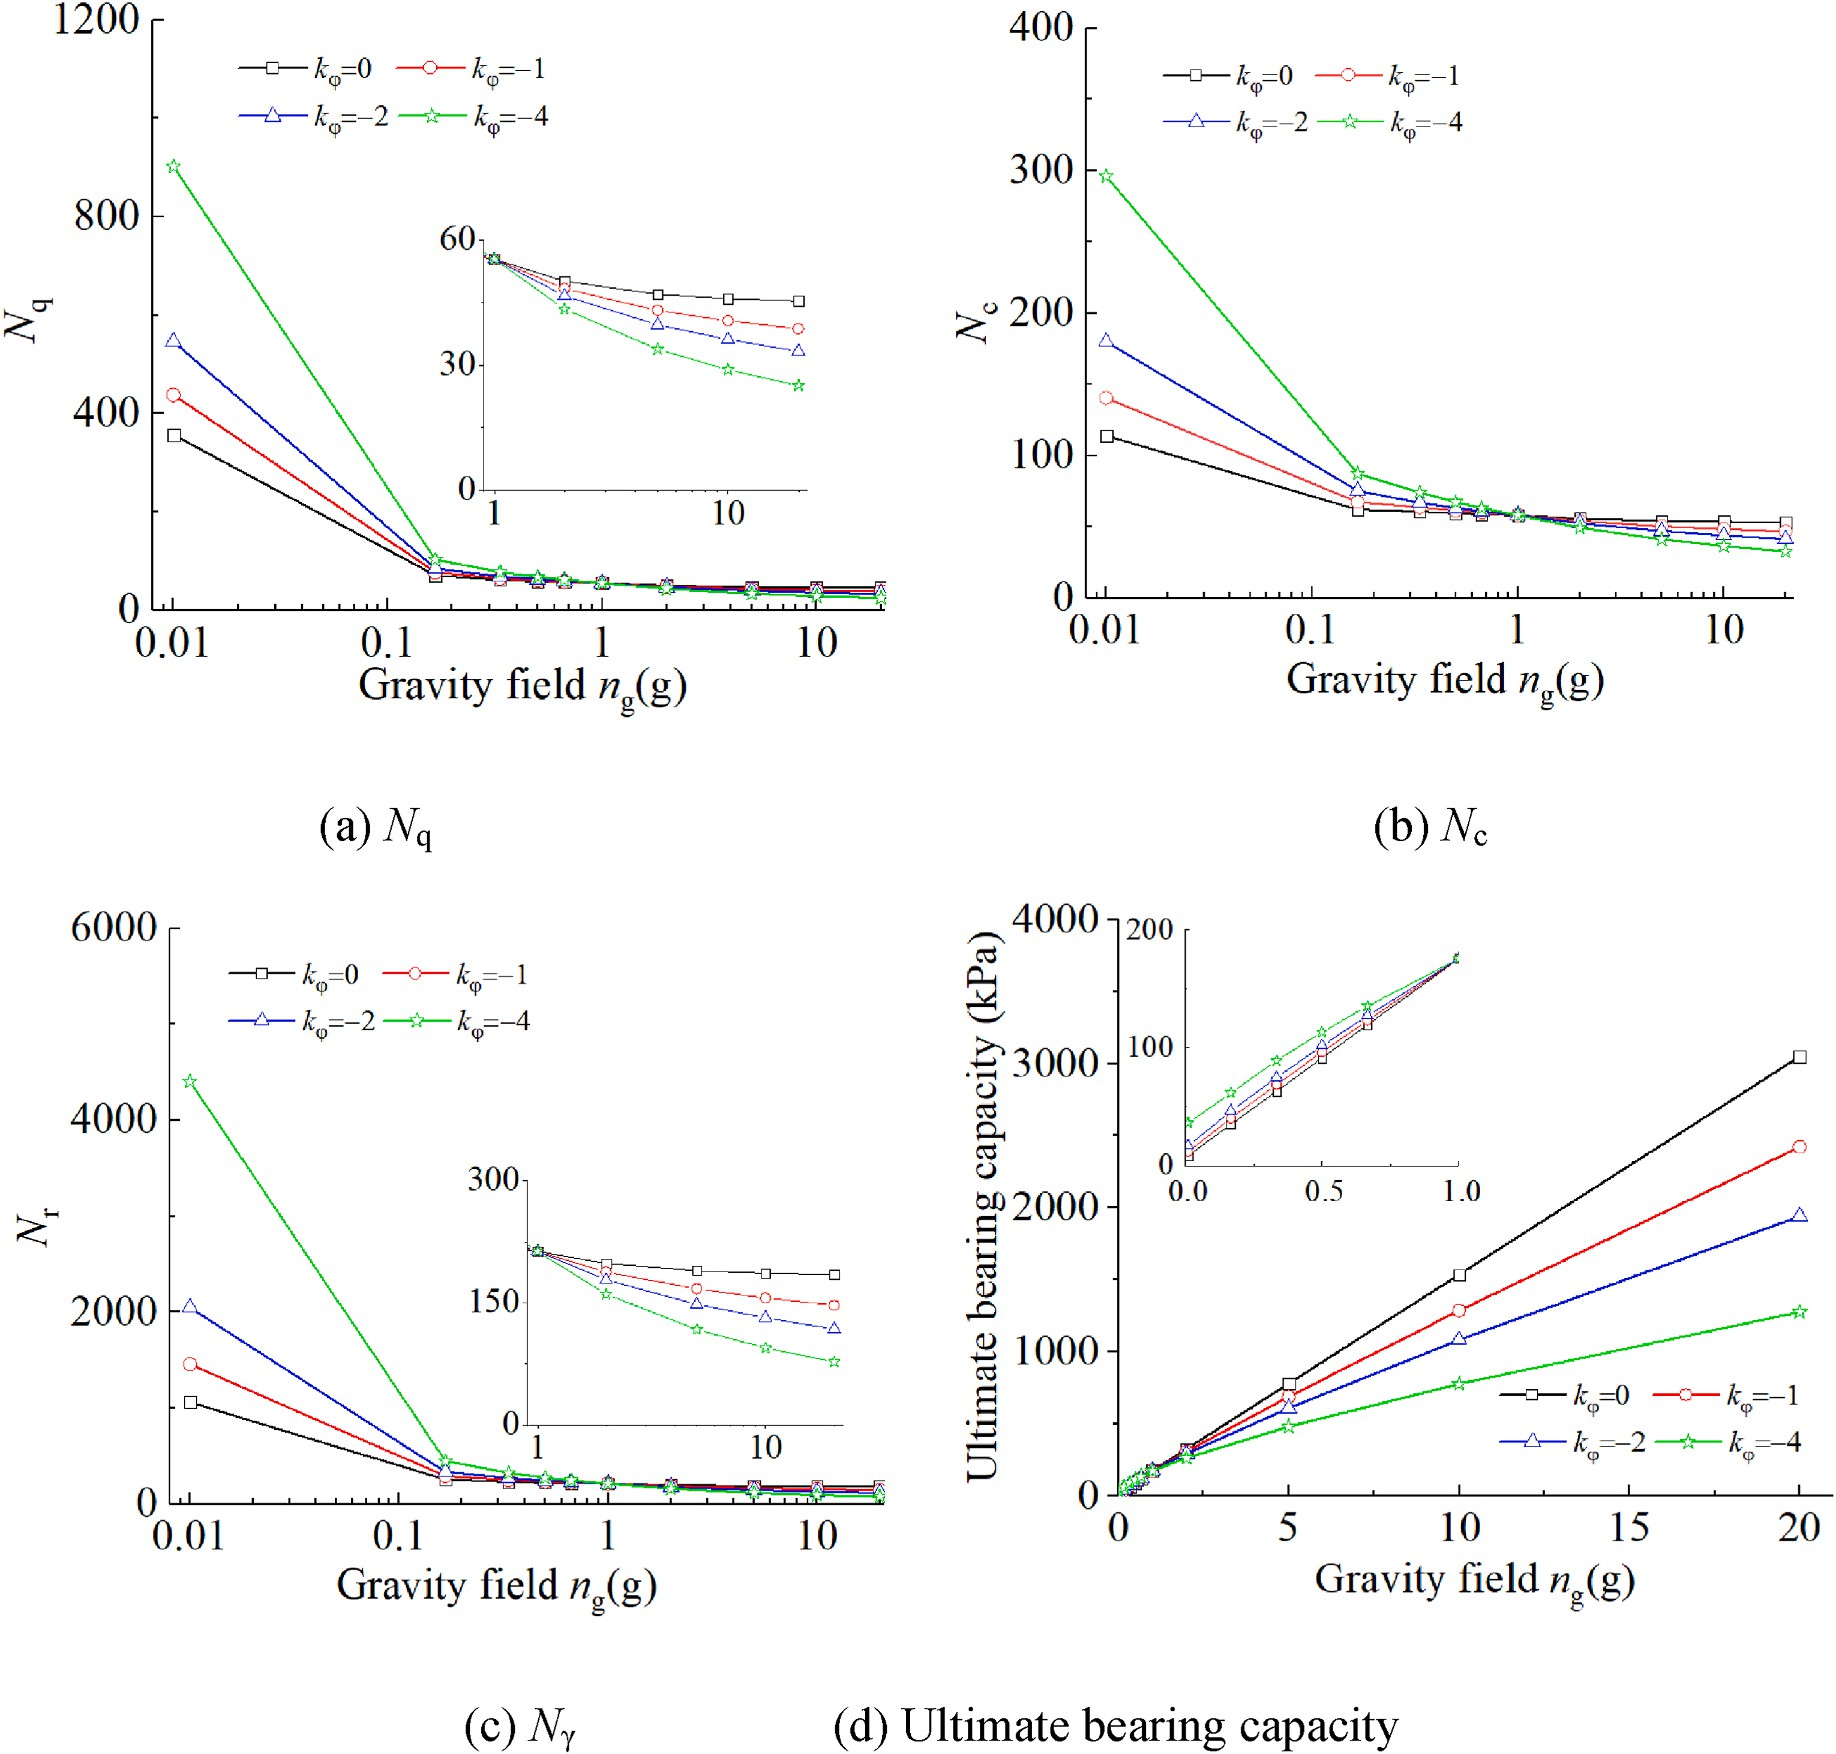 1200
800
400
0
Nq
kφ=0
kφ=−1
kφ=−2
kφ=−4
60
30
0
1
10
0.01
0.1
1
10
Gravity field ng(g)
(a) Nq
400
300
200
100
0
Nc
kφ=0
kφ=−1
kφ=−2
kφ=−4
0.01
0.1
1
10
Gravity field ng(g)
(b) Nc
6000
4000
2000
0
Nr
kφ=0
kφ=−1
kφ=−2
kφ=−4
300
150
0
1
10
0.01
0.1
1
10
Gravity field ng(g)
(c) Nγ
4000
3000
2000
1000
0
Ultimate bearing capacity (kPa)
200
100
0
0.0
0.5
1.0
kφ=0
kφ=−1
kφ=−2
kφ=−4
0
5
10
15
20
Gravity field ng(g)
(d) Ultimate bearing capacity